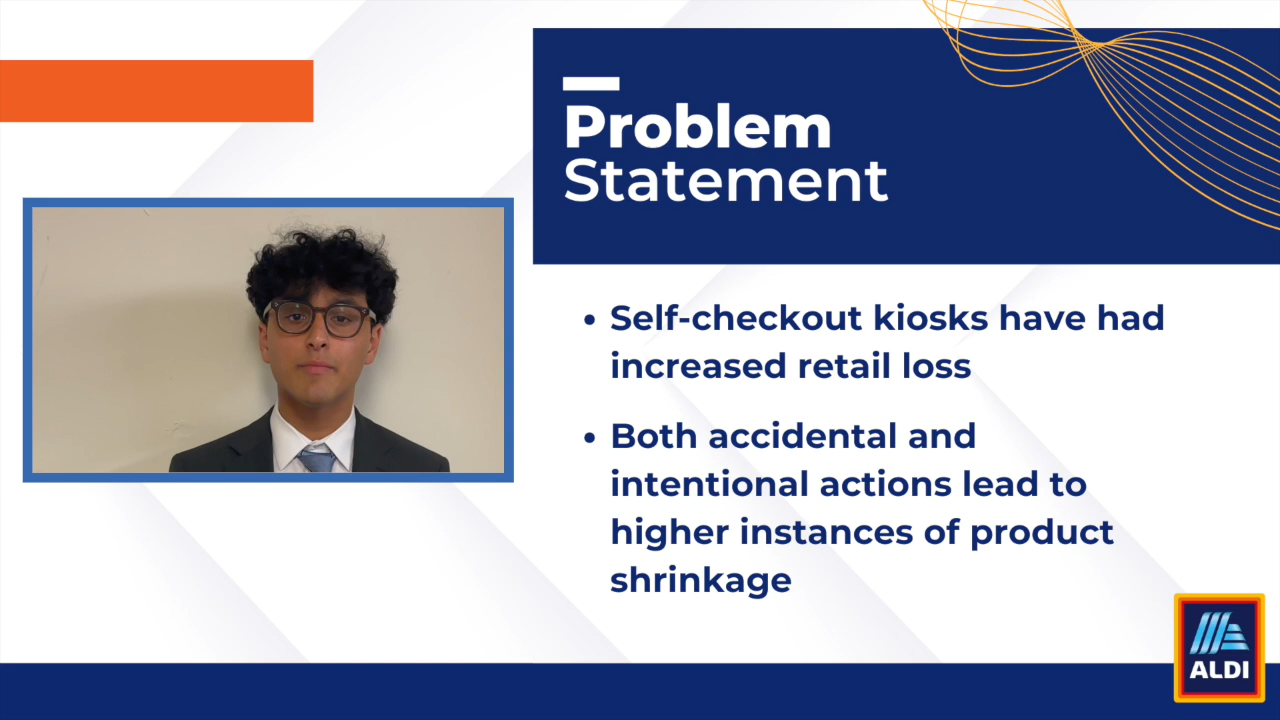 Problem
Statement
• Self-checkout kiosks have had
increased retail loss
• Both accidental and
intentional actions lead to
higher instances of product
shrinkage
ALDI